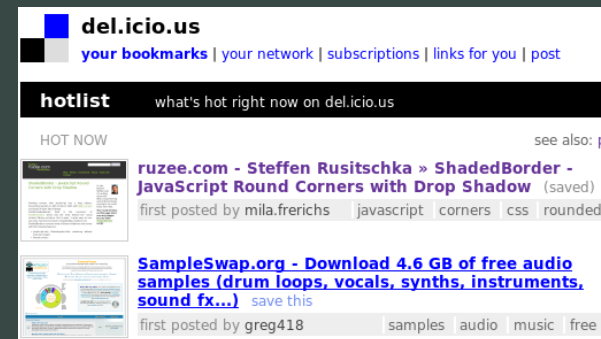 del.icio.us
your bookmarks | your network | subscriptions | links for you | post
hotlist what's hot right now on del.icio.us
HOT NOW see also:
ruzee.com - Steffen Rusitschka » ShadedBorder -
JavaScript Round Corners with Drop Shadow (saved)
first posted by mila.frerichs javascript corners css rounded
SampleSwap.org - Download 4.6 GB of free audio
samples (drum loops, vocals, synths, instruments,
sound fx...) save this
first posted by greg418 samples audio music free